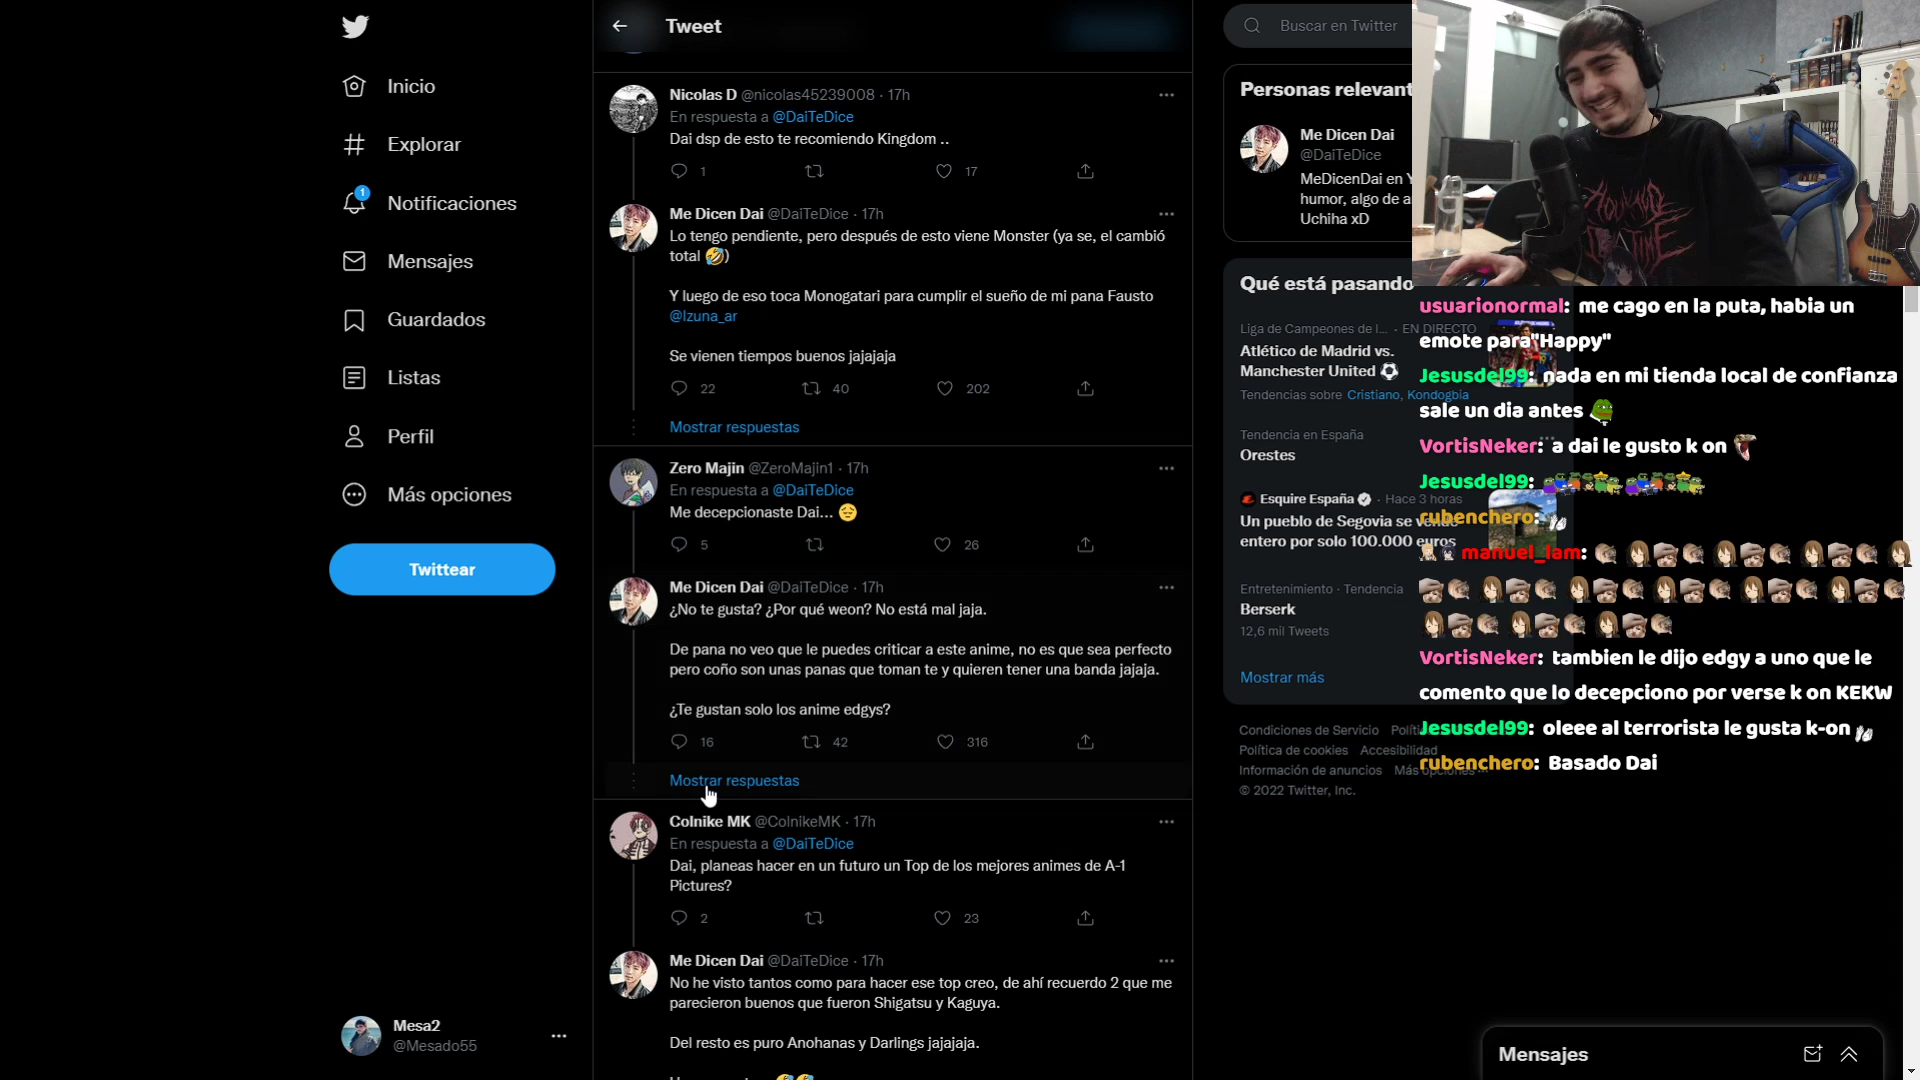 Inicio
Explorar
1
Notificaciones
Mensajes
Guardados
Listas
Perfil
Más opciones
Twittear
Mesa2
@Mesado55
Tweet
Nicolas D @nicolas45239008 · 17h
En respuesta a @DaiTeDice
Dai dsp de esto te recomiendo Kingdom ..
1 17
Me Dicen Dai @DaiTeDice · 17h
Lo tengo pendiente, pero después de esto viene Monster (ya se, el cambió
total 🤣)
Y luego de eso toca Monogatari para cumplir el sueño de mi pana Fausto
@Izuna_ar
Se vienen tiempos buenos jajajaja
22 40 202
Mostrar respuestas
Zero Majin @ZeroMajin1 · 17h
En respuesta a @DaiTeDice
Me decepcionaste Dai... 😔
5 26
Me Dicen Dai @DaiTeDice · 17h
¿No te gusta? ¿Por qué weon? No está mal jaja.
De pana no veo que le puedes criticar a este anime, no es que sea perfecto
pero coño son unas panas que toman te y quieren tener una banda jajaja.
¿Te gustan solo los anime edgys?
16 42 316
Mostrar respuestas
Colnike MK @ColnikeMK · 17h
En respuesta a @DaiTeDice
Dai, planeas hacer en un futuro un Top de los mejores animes de A-1
Pictures?
2 23
Me Dicen Dai @DaiTeDice · 17h
No he visto tantos como para hacer ese top creo, de ahí recuerdo 2 que me
parecieron buenos que fueron Shigatsu y Kaguya.
Del resto es puro Anohanas y Darlings jajajaja.
Buscar en Twitter
Personas relevant
Me Dicen Dai
@DaiTeDice
MeDicenDai en Y
humor, algo de a
Uchiha xD
Qué está pasando
Liga de Campeones de l... · EN DIRECTO
Atlético de Madrid vs.
Manchester United ⚽
Tendencias sobre Cristiano, Kondogbia
Tendencia en España
Orestes
Esquire España · Hace 3 horas
Un pueblo de Segovia se vende
entero por solo 100.000 euros
Entretenimiento · Tendencia
Berserk
12,6 mil Tweets
Mostrar más
Condiciones de Servicio
Política de cookies Accesibilidad
Información de anuncios Más opciones ···
© 2022 Twitter, Inc.
usuarionormal: me cago en la puta, habia un
emote para"Happy"
Jesusdel99: nada en mi tienda local de confianza
sale un dia antes
VortisNeker: a dai le gusto k on
Jesusdel99:
rubenchero:
manuel_lam:
VortisNeker: tambien le dijo edgy a uno que le
comento que lo decepciono por verse k on KEKW
Jesusdel99: oleee al terrorista le gusta k-on
rubenchero: Basado Dai
Mensajes